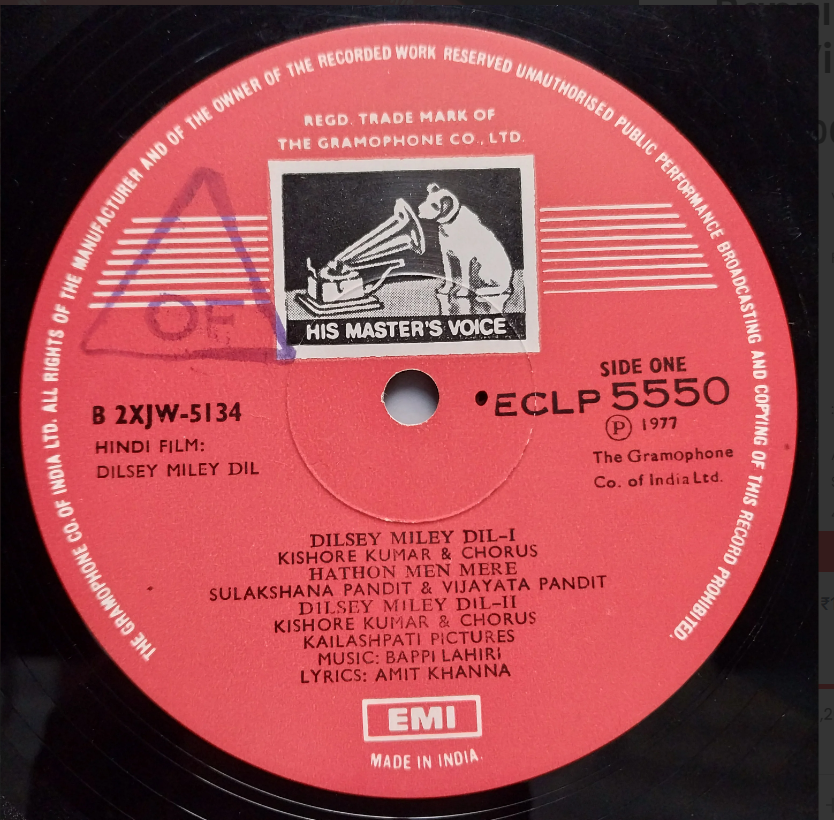 THE GRAMOPHONE CO. OF INDIA LTD. ALL RIGHTS OF THE MANUFACTURER AND OF THE OWNER OF THE RECORDED WORK RESERVED UNAUTHORISED PUBLIC PERFORMANCE BROADCASTING AND COPYING OF THIS RECORD PROHIBITED.
REGD. TRADE MARK OF
THE GRAMOPHONE CO., LTD.
HIS MASTER'S VOICE
OF
SIDE ONE
ECLP 5550
Ⓟ 1977
The Gramophone
Co. of India Ltd.
B 2XJW-5134
HINDI FILM:
DILSEY MILEY DIL
DILSEY MILEY DIL-I
KISHORE KUMAR & CHORUS
HATHON MEN MERE
SULAKSHANA PANDIT & VIJAYATA PANDIT
DILSEY MILEY DIL-II
KISHORE KUMAR & CHORUS
KAILASHPATI PICTURES
MUSIC: BAPPI LAHIRI
LYRICS: AMIT KHANNA
EMI
MADE IN INDIA.